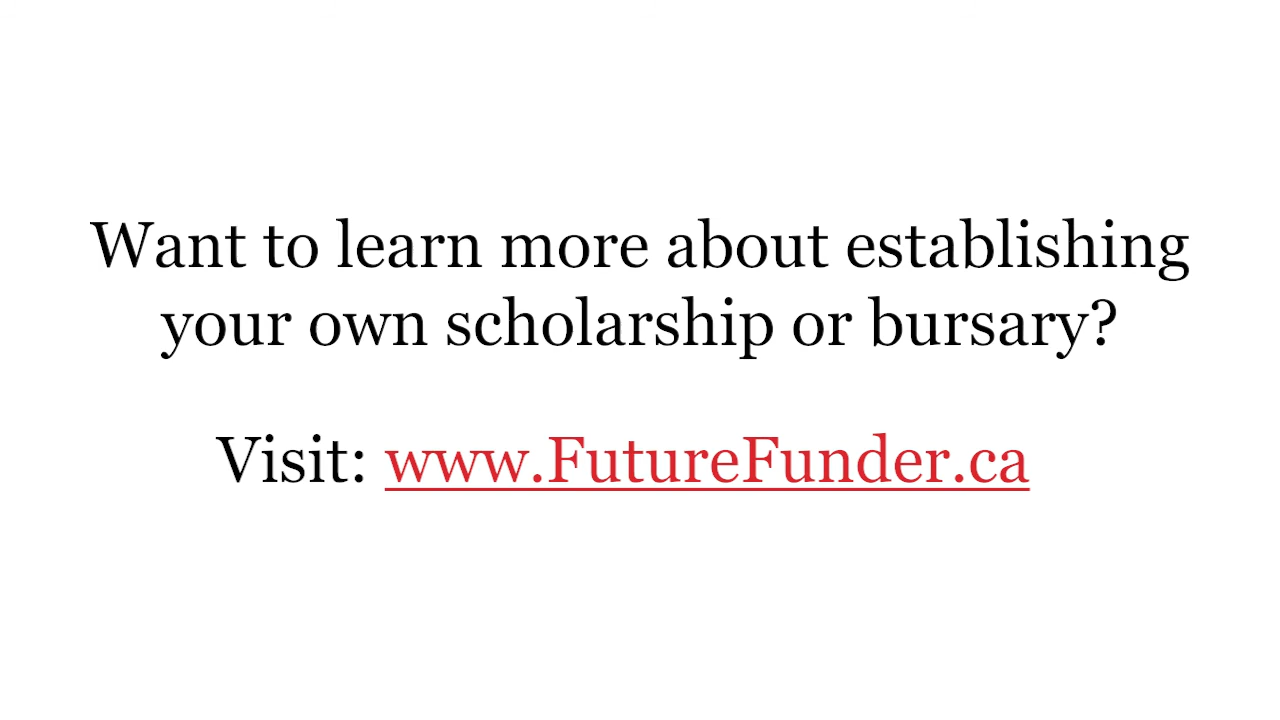 Want to learn more about establishing
your own scholarship or bursary?
Visit: www.FutureFunder.ca